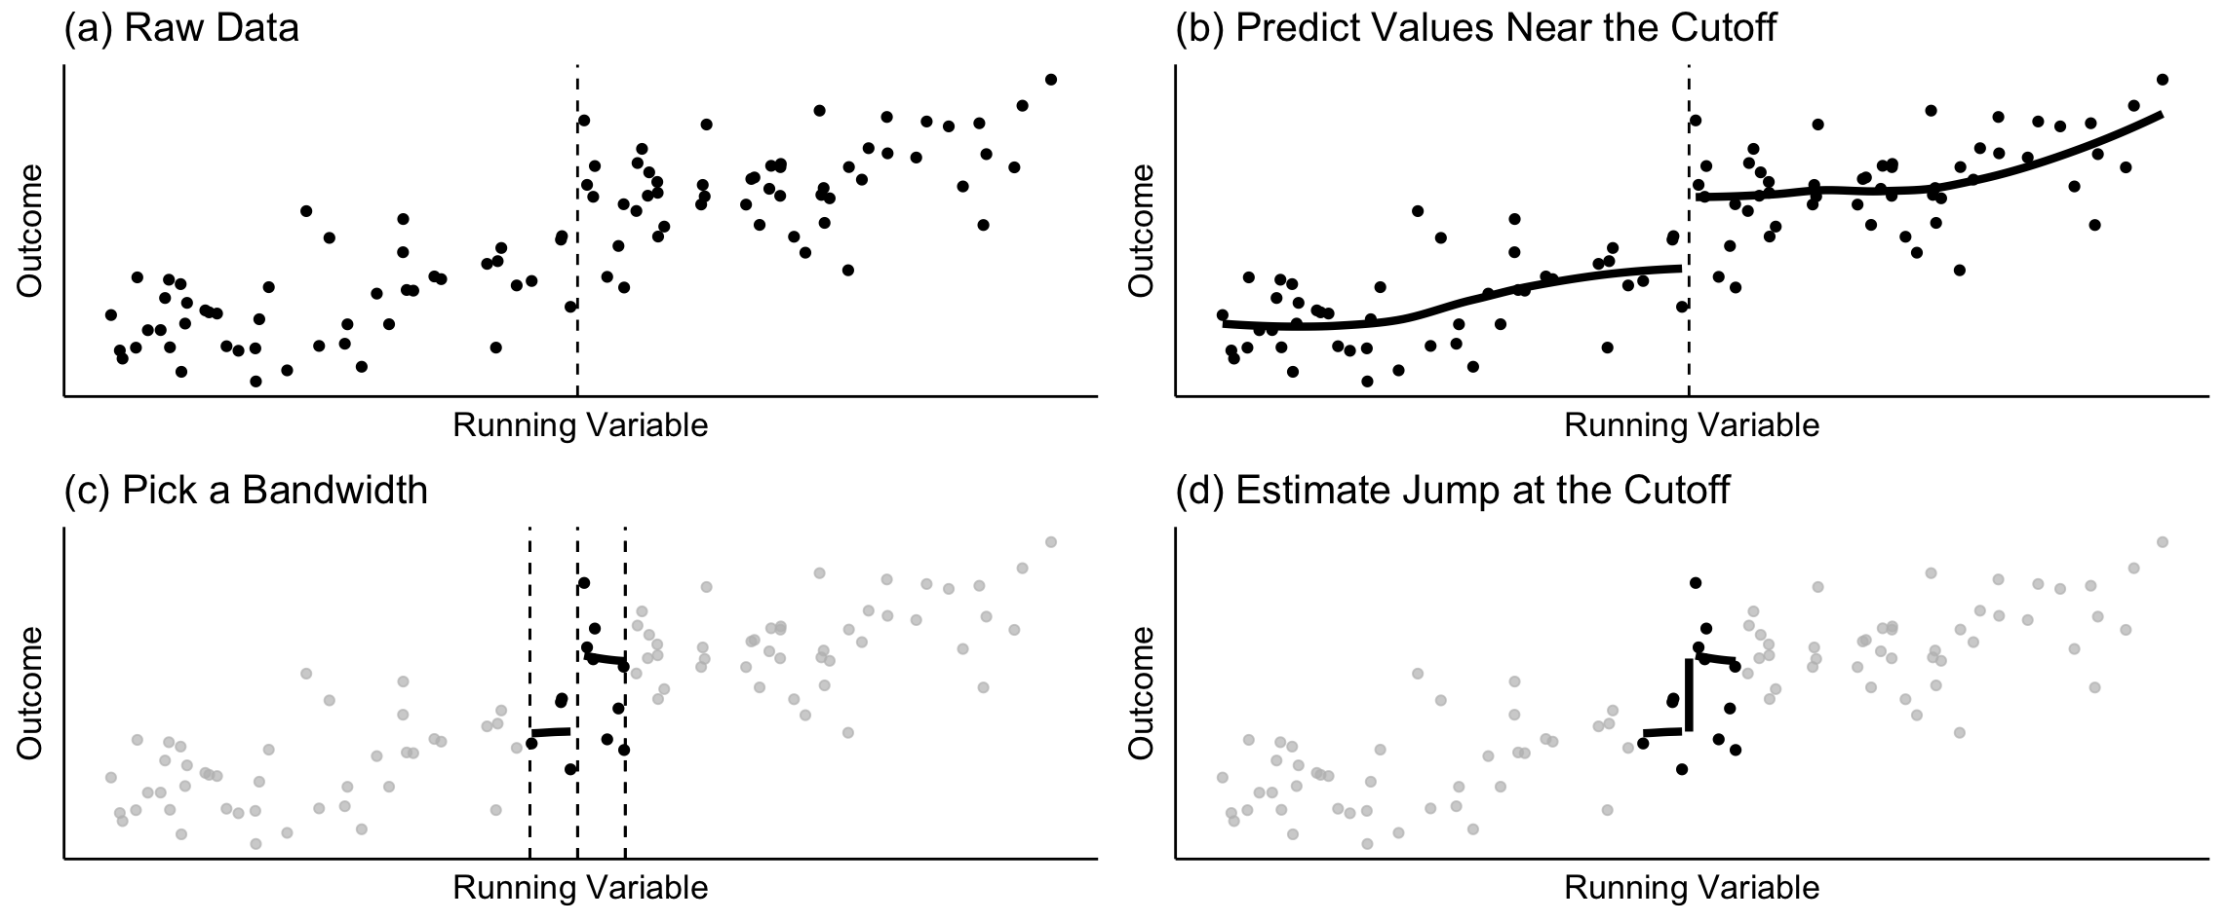 (a) Raw Data
Outcome
Running Variable
(b) Predict Values Near the Cutoff
Outcome
Running Variable
(c) Pick a Bandwidth
Outcome
Running Variable
(d) Estimate Jump at the Cutoff
Outcome
Running Variable